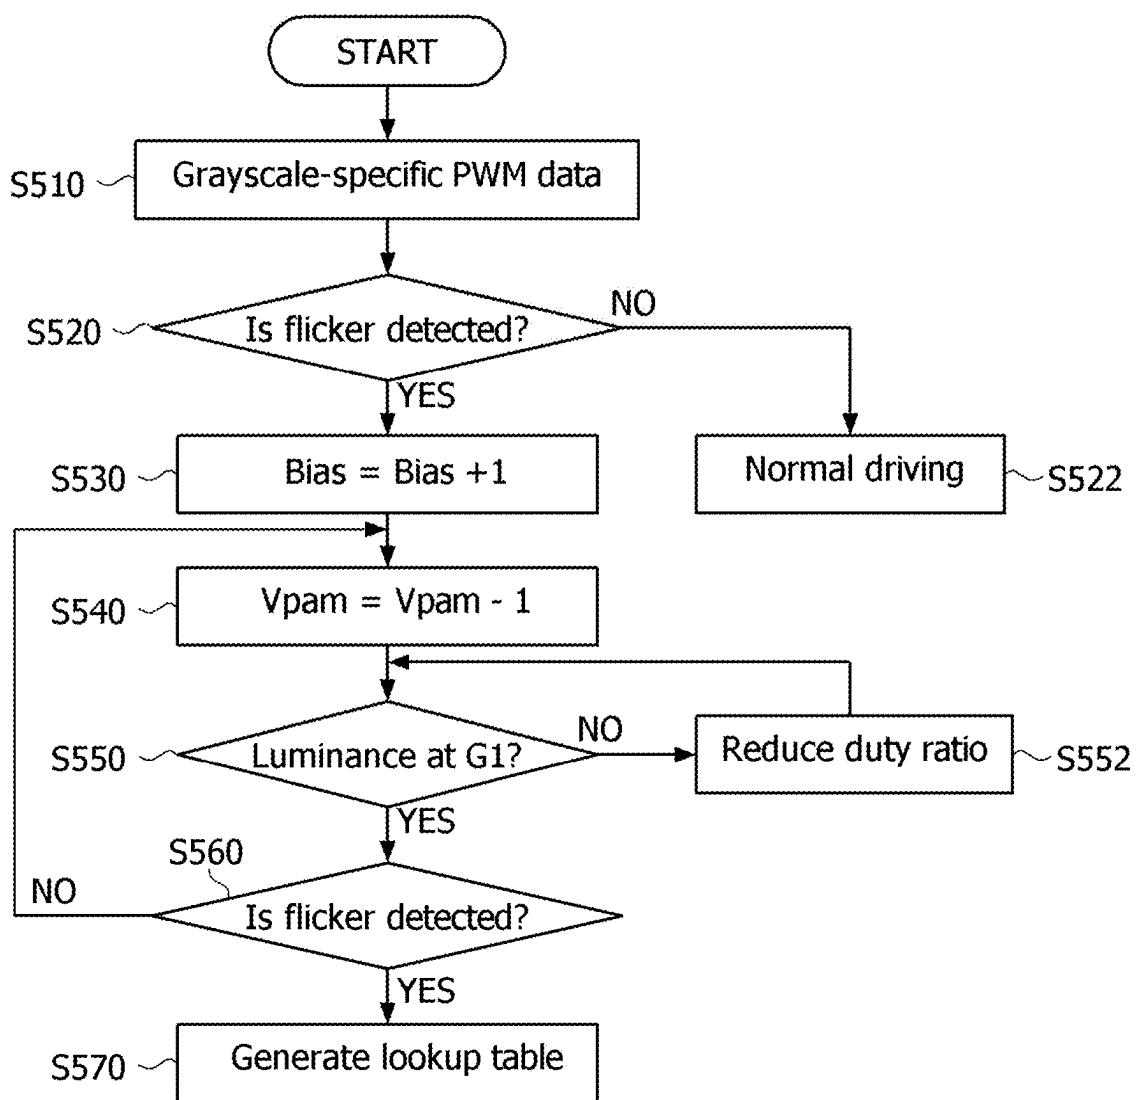 START
S510
Grayscale-specific PWM data
S520
Is flicker detected?
NO
YES
S530
Bias = Bias +1
Normal driving
S522
S540
Vpam = Vpam - 1
S550
Luminance at G1?
NO
Reduce duty ratio
S552
YES
S560
NO
Is flicker detected?
YES
S570
Generate lookup table